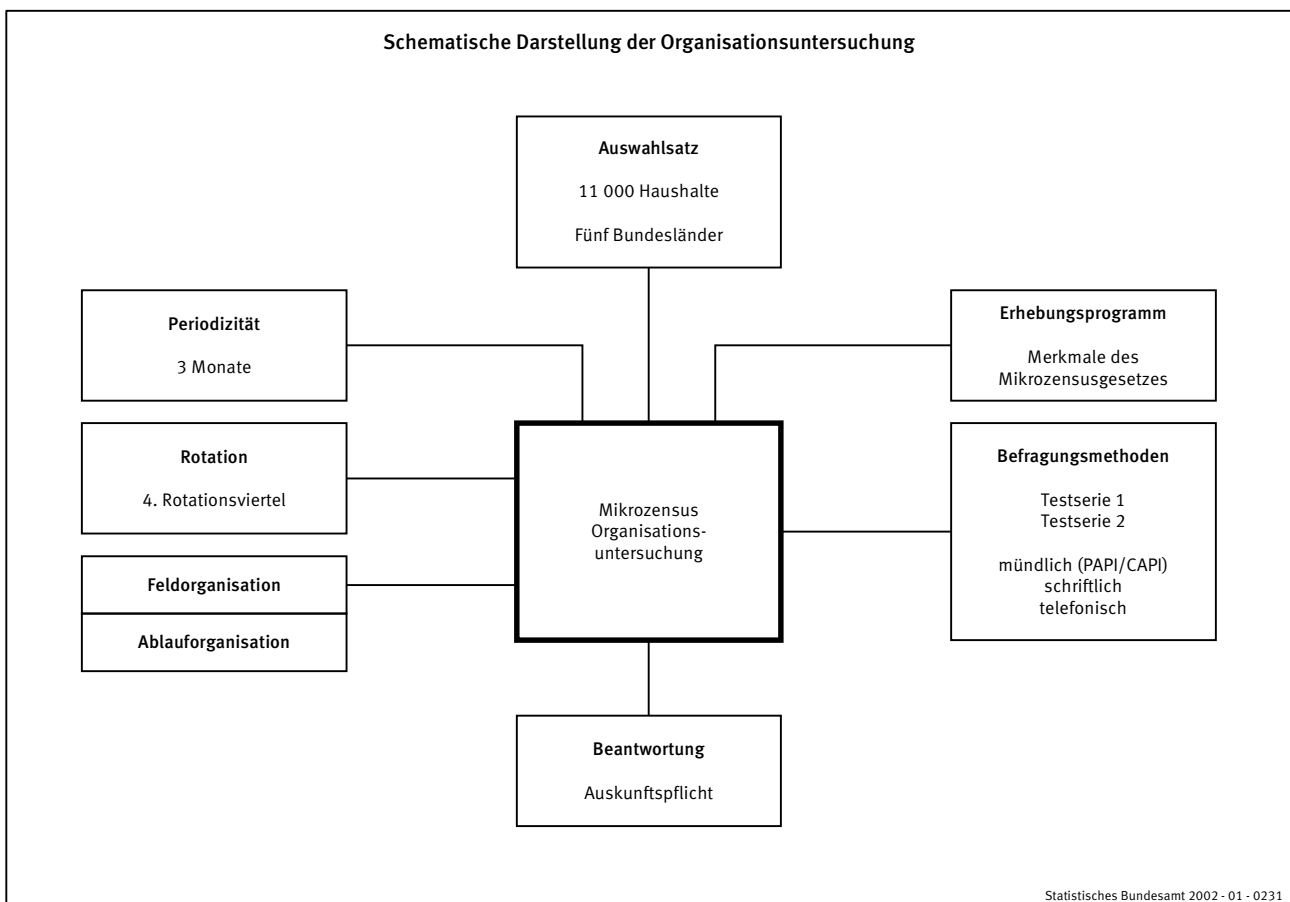 Schematische Darstellung der Organisationsuntersuchung
Auswahlsatz
11 000 Haushalte
Fünf Bundesländer
Periodizität
3 Monate
Erhebungsprogramm
Merkmale des
Mikrozensusgesetzes
Rotation
4. Rotationsviertel
Mikrozensus
Organisations-
untersuchung
Befragungsmethoden
Testserie 1
Testserie 2
mündlich (PAPI/CAPI)
schriftlich
telefonisch
Feldorganisation
Ablauforganisation
Beantwortung
Auskunftspflicht
Statistisches Bundesamt 2002 - 01 - 0231